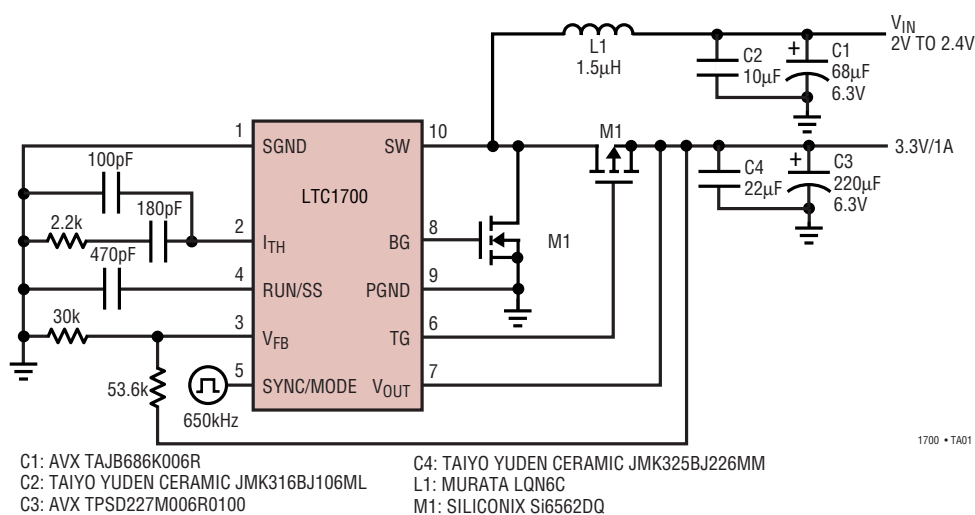 VIN
2V TO 2.4V
L1
1.5µH
C2
10µF
+
C1
68µF
6.3V
1
SGND
SW
10
M1
3.3V/1A
100pF
LTC1700
C4
22µF
+
C3
220µF
6.3V
180pF
2.2k
2
ITH
BG
8
M1
470pF
4
RUN/SS
PGND
9
30k
3
VFB
TG
6
53.6k
5
SYNC/MODE
VOUT
7
650kHz
1700 • TA01
C1: AVX TAJB686K006R
C2: TAIYO YUDEN CERAMIC JMK316BJ106ML
C3: AVX TPSD227M006R0100
C4: TAIYO YUDEN CERAMIC JMK325BJ226MM
L1: MURATA LQN6C
M1: SILICONIX Si6562DQ